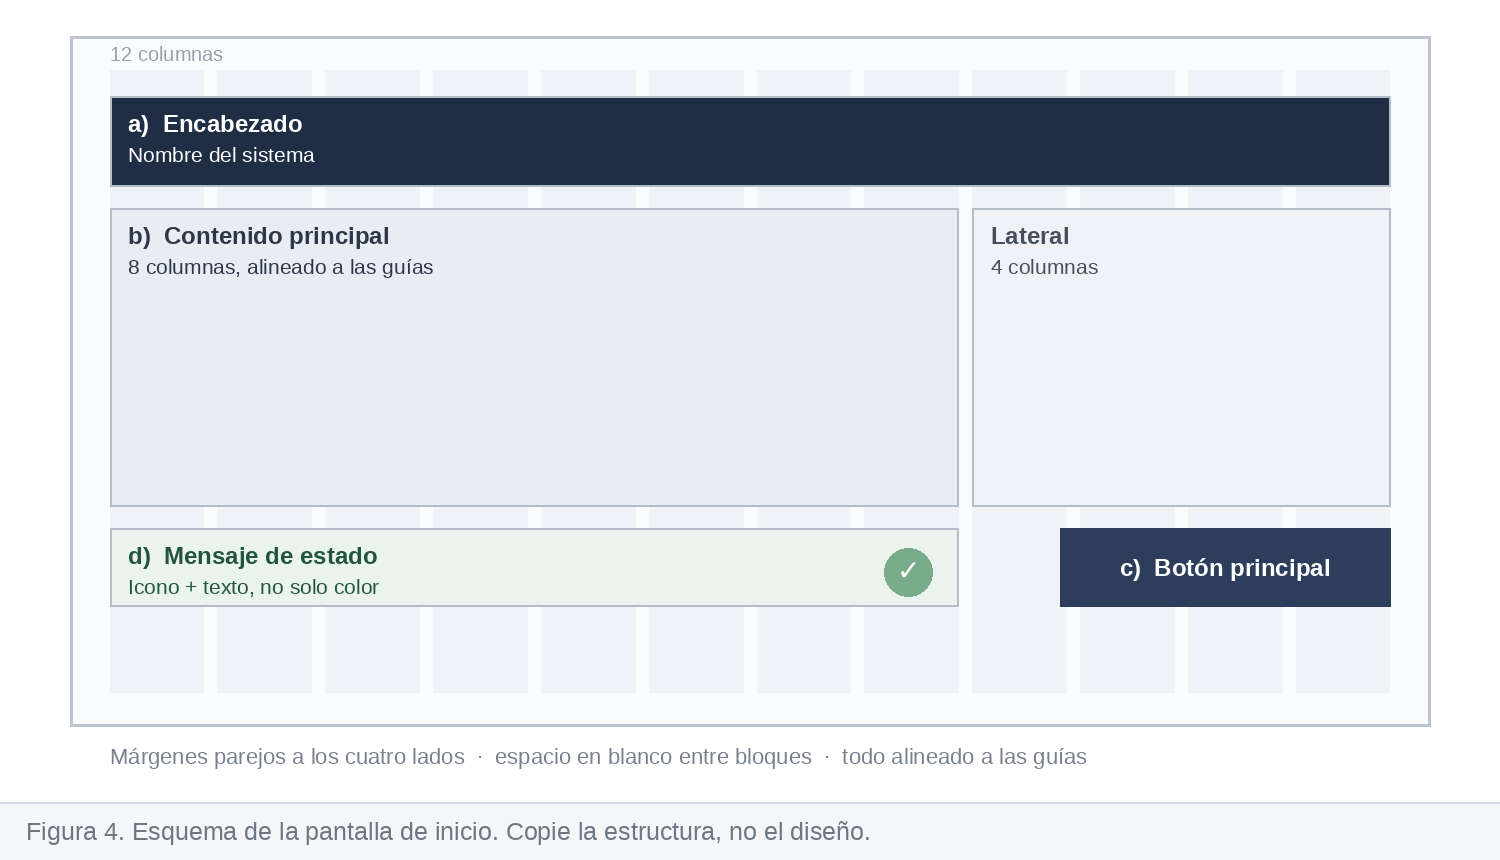 12 columnas
a) Encabezado
Nombre del sistema
b) Contenido principal
8 columnas, alineado a las guías
Lateral
4 columnas
d) Mensaje de estado
Icono + texto, no solo color
✓
c) Botón principal
Márgenes parejos a los cuatro lados · espacio en blanco entre bloques · todo alineado a las guías
Figura 4. Esquema de la pantalla de inicio. Copie la estructura, no el diseño.